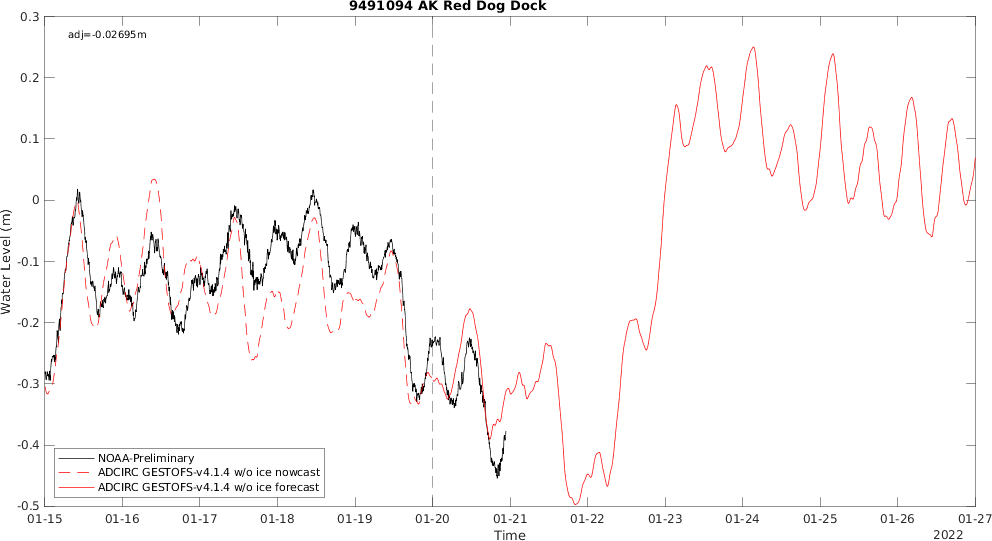 9491094 AK Red Dog Dock
adj=-0.02695m
0.3
0.2
0.1
0
-0.1
-0.2
-0.3
-0.4
-0.5
Water Level (m)
NOAA-Preliminary
ADCIRC GESTOFS-v4.1.4 w/o ice nowcast
ADCIRC GESTOFS-v4.1.4 w/o ice forecast
01-15 01-16 01-17 01-18 01-19 01-20 01-21 01-22 01-23 01-24 01-25 01-26 01-27
Time
2022